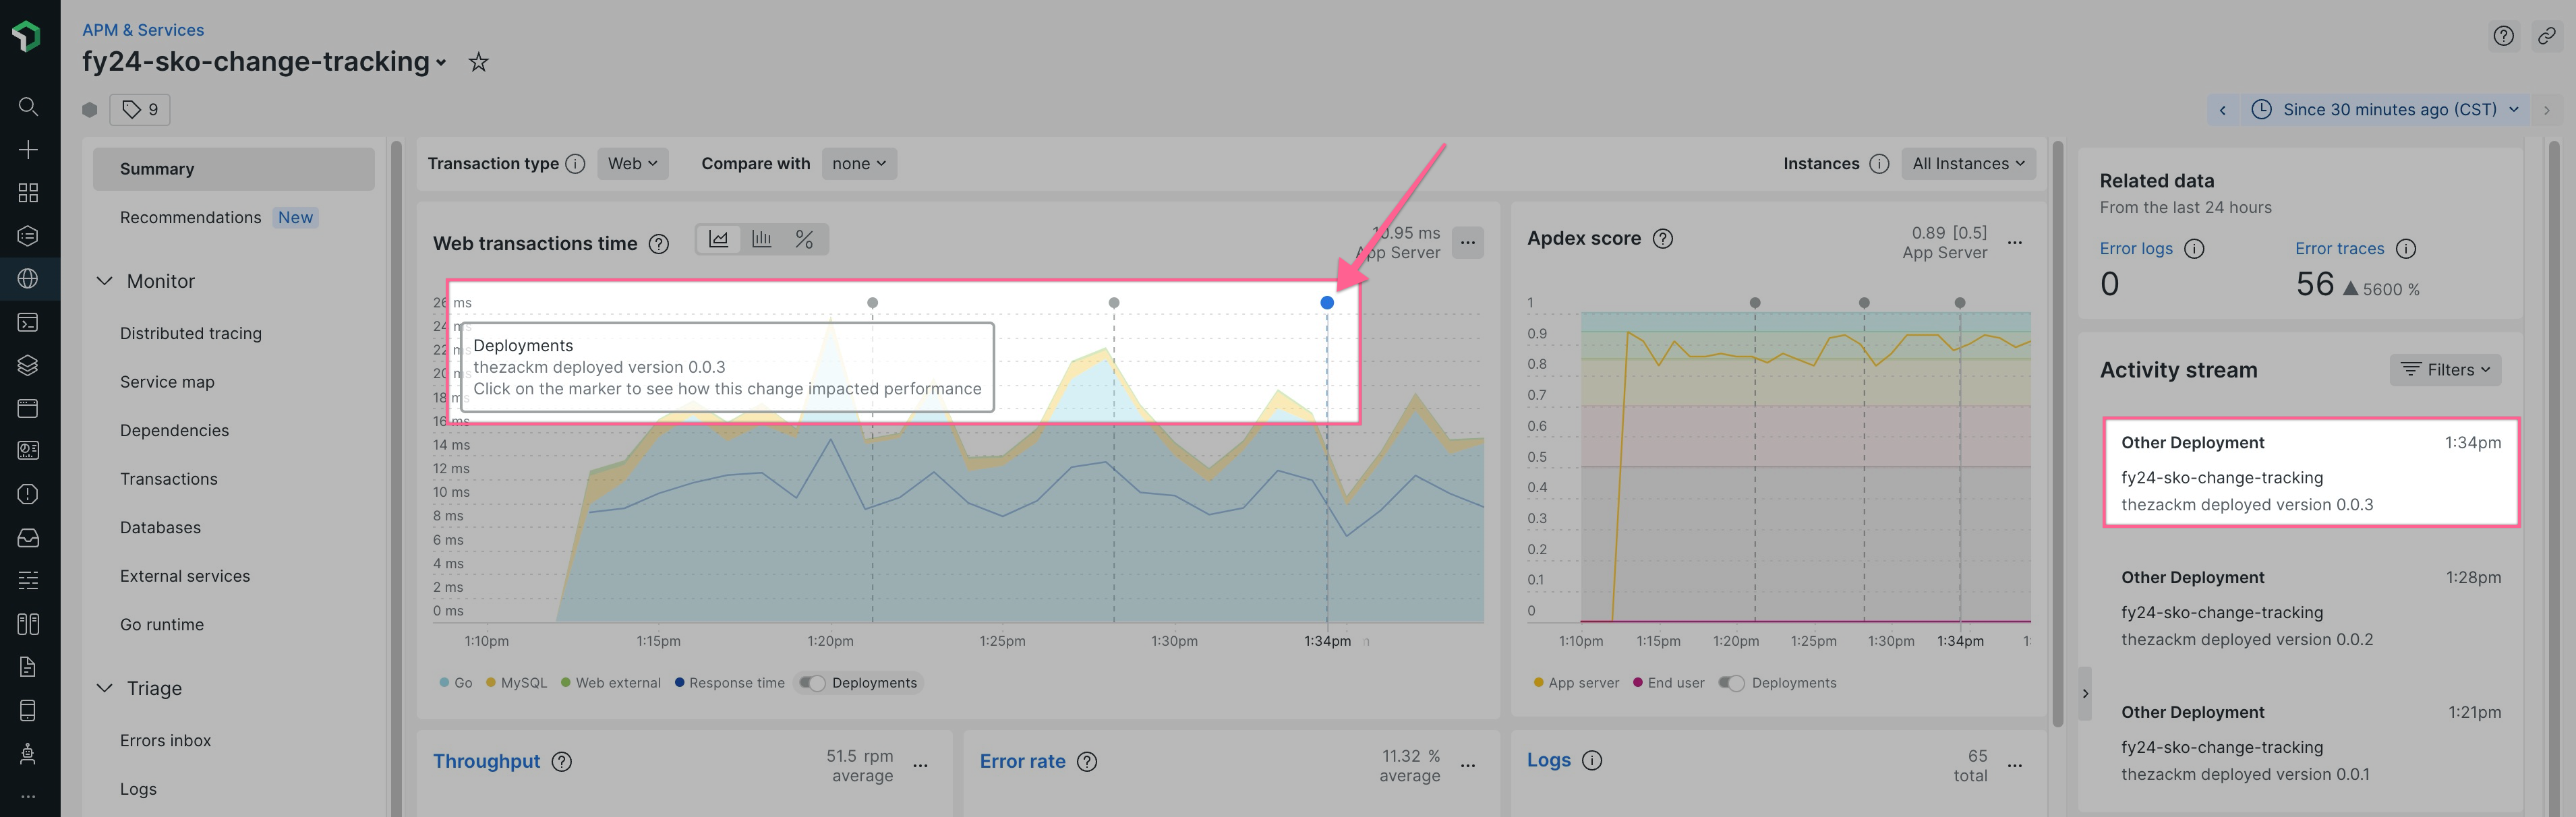 APM & Services
fy24-sko-change-tracking
9
Since 30 minutes ago (CST)
Summary
Recommendations New
Monitor
Distributed tracing
Service map
Dependencies
Transactions
Databases
External services
Go runtime
Triage
Errors inbox
Logs
Transaction type Web Compare with none Instances All Instances
Web transactions time
%
10.95 ms
App Server
26 ms
24 ms
22 ms
20 ms
18 ms
16 ms
14 ms
12 ms
10 ms
8 ms
6 ms
4 ms
2 ms
0 ms
Deployments
thezackm deployed version 0.0.3
Click on the marker to see how this change impacted performance
1:10pm 1:15pm 1:20pm 1:25pm 1:30pm 1:34pm
Go MySQL Web external Response time Deployments
Apdex score
0.89 [0.5]
App Server
1
0.9
0.8
0.7
0.6
0.5
0.4
0.3
0.2
0.1
0
1:10pm 1:15pm 1:20pm 1:25pm 1:30pm 1:34pm 1:
App server End user Deployments
Throughput
51.5 rpm
average
Error rate
11.32 %
average
Logs
65
total
Related data
From the last 24 hours
Error logs Error traces
0 56 5600 %
Activity stream Filters
Other Deployment 1:34pm
fy24-sko-change-tracking
thezackm deployed version 0.0.3
Other Deployment 1:28pm
fy24-sko-change-tracking
thezackm deployed version 0.0.2
Other Deployment 1:21pm
fy24-sko-change-tracking
thezackm deployed version 0.0.1